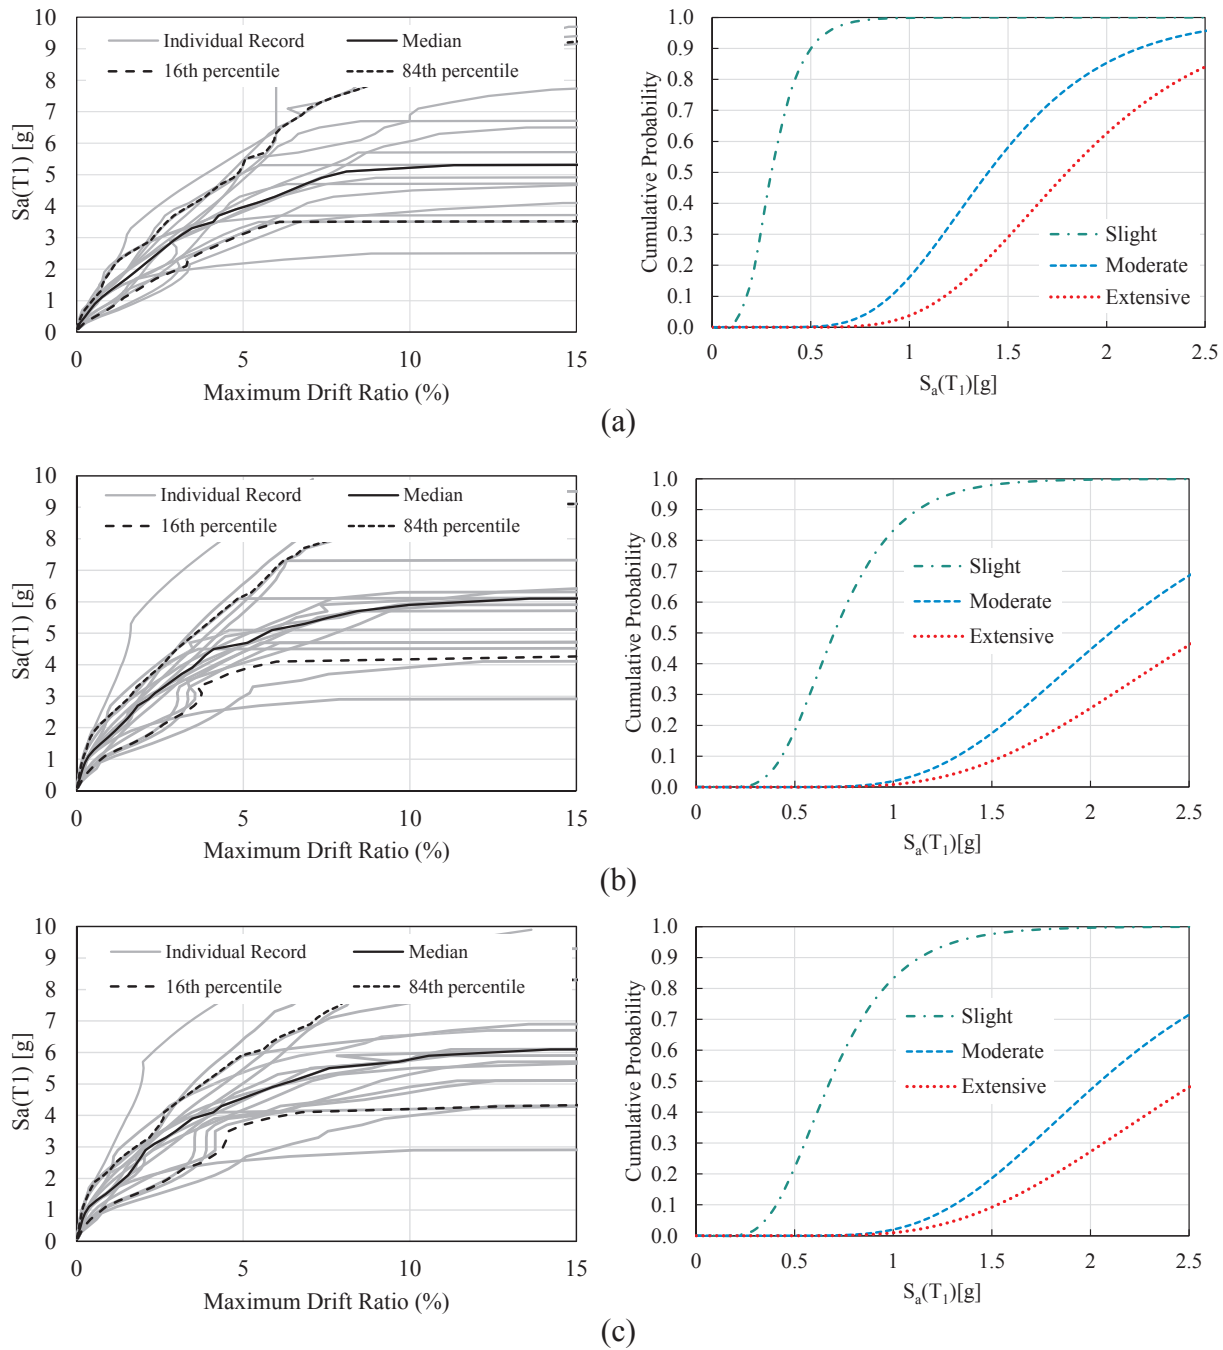 10
9
8
7
6
5
4
3
2
1
0
Sa(T1) [g]
Individual Record
Median
16th percentile
84th percentile
0 5 10 15
Maximum Drift Ratio (%)
1.0
0.9
0.8
0.7
0.6
0.5
0.4
0.3
0.2
0.1
0.0
Cumulative Probability
Slight
Moderate
Extensive
0 0.5 1 1.5 2 2.5
Sa(T1)[g]
(a)
10
9
8
7
6
5
4
3
2
1
0
Sa(T1) [g]
Individual Record
Median
16th percentile
84th percentile
0 5 10 15
Maximum Drift Ratio (%)
1.0
0.9
0.8
0.7
0.6
0.5
0.4
0.3
0.2
0.1
0.0
Cumulative Probability
Slight
Moderate
Extensive
0 0.5 1 1.5 2 2.5
Sa(T1)[g]
(b)
10
9
8
7
6
5
4
3
2
1
0
Sa(T1) [g]
Individual Record
Median
16th percentile
84th percentile
0 5 10 15
Maximum Drift Ratio (%)
1.0
0.9
0.8
0.7
0.6
0.5
0.4
0.3
0.2
0.1
0.0
Cumulative Probability
Slight
Moderate
Extensive
0 0.5 1 1.5 2 2.5
Sa(T1)[g]
(c)